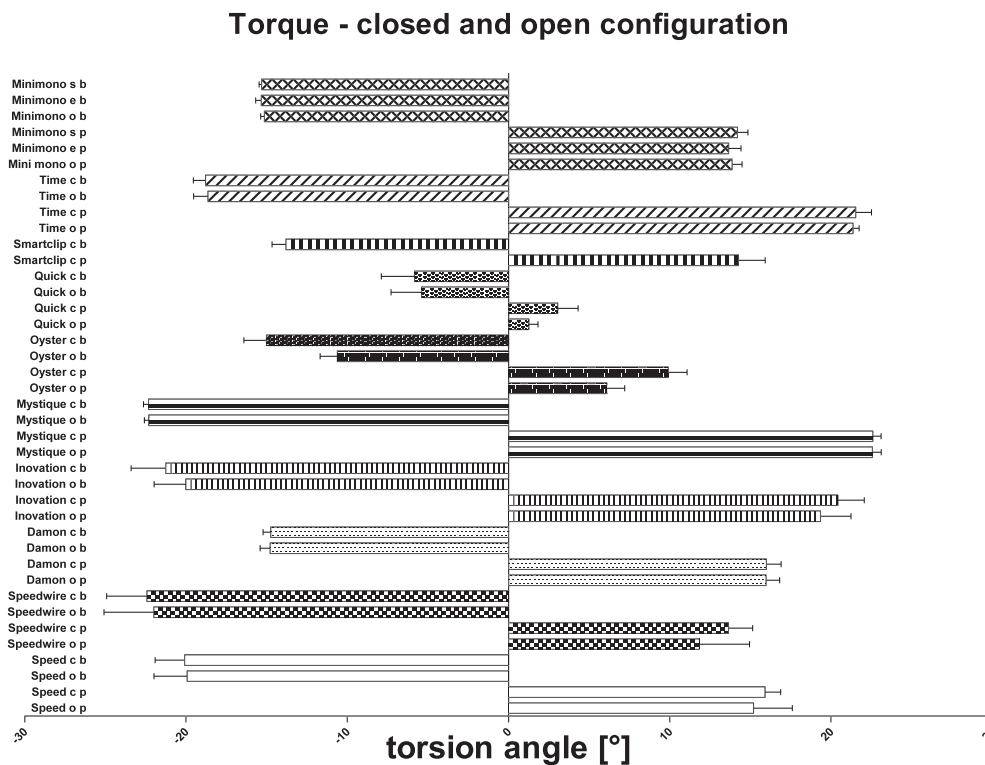 Torque - closed and open configuration
Minimono s b
Minimono e b
Minimono o b
Minimono s p
Minimono e p
Mini mono o p
Time c b
Time o b
Time c p
Time o p
Smartclip c b
Smartclip c p
Quick c b
Quick o b
Quick c p
Quick o p
Oyster c b
Oyster o b
Oyster c p
Oyster o p
Mystique c b
Mystique o b
Mystique c p
Mystique o p
Inovation c b
Inovation o b
Inovation c p
Inovation o p
Damon c b
Damon o b
Damon c p
Damon o p
Speedwire c b
Speedwire o b
Speedwire c p
Speedwire o p
Speed c b
Speed o b
Speed c p
Speed o p
-30 -20 -10 0 10 20
torsion angle [°]